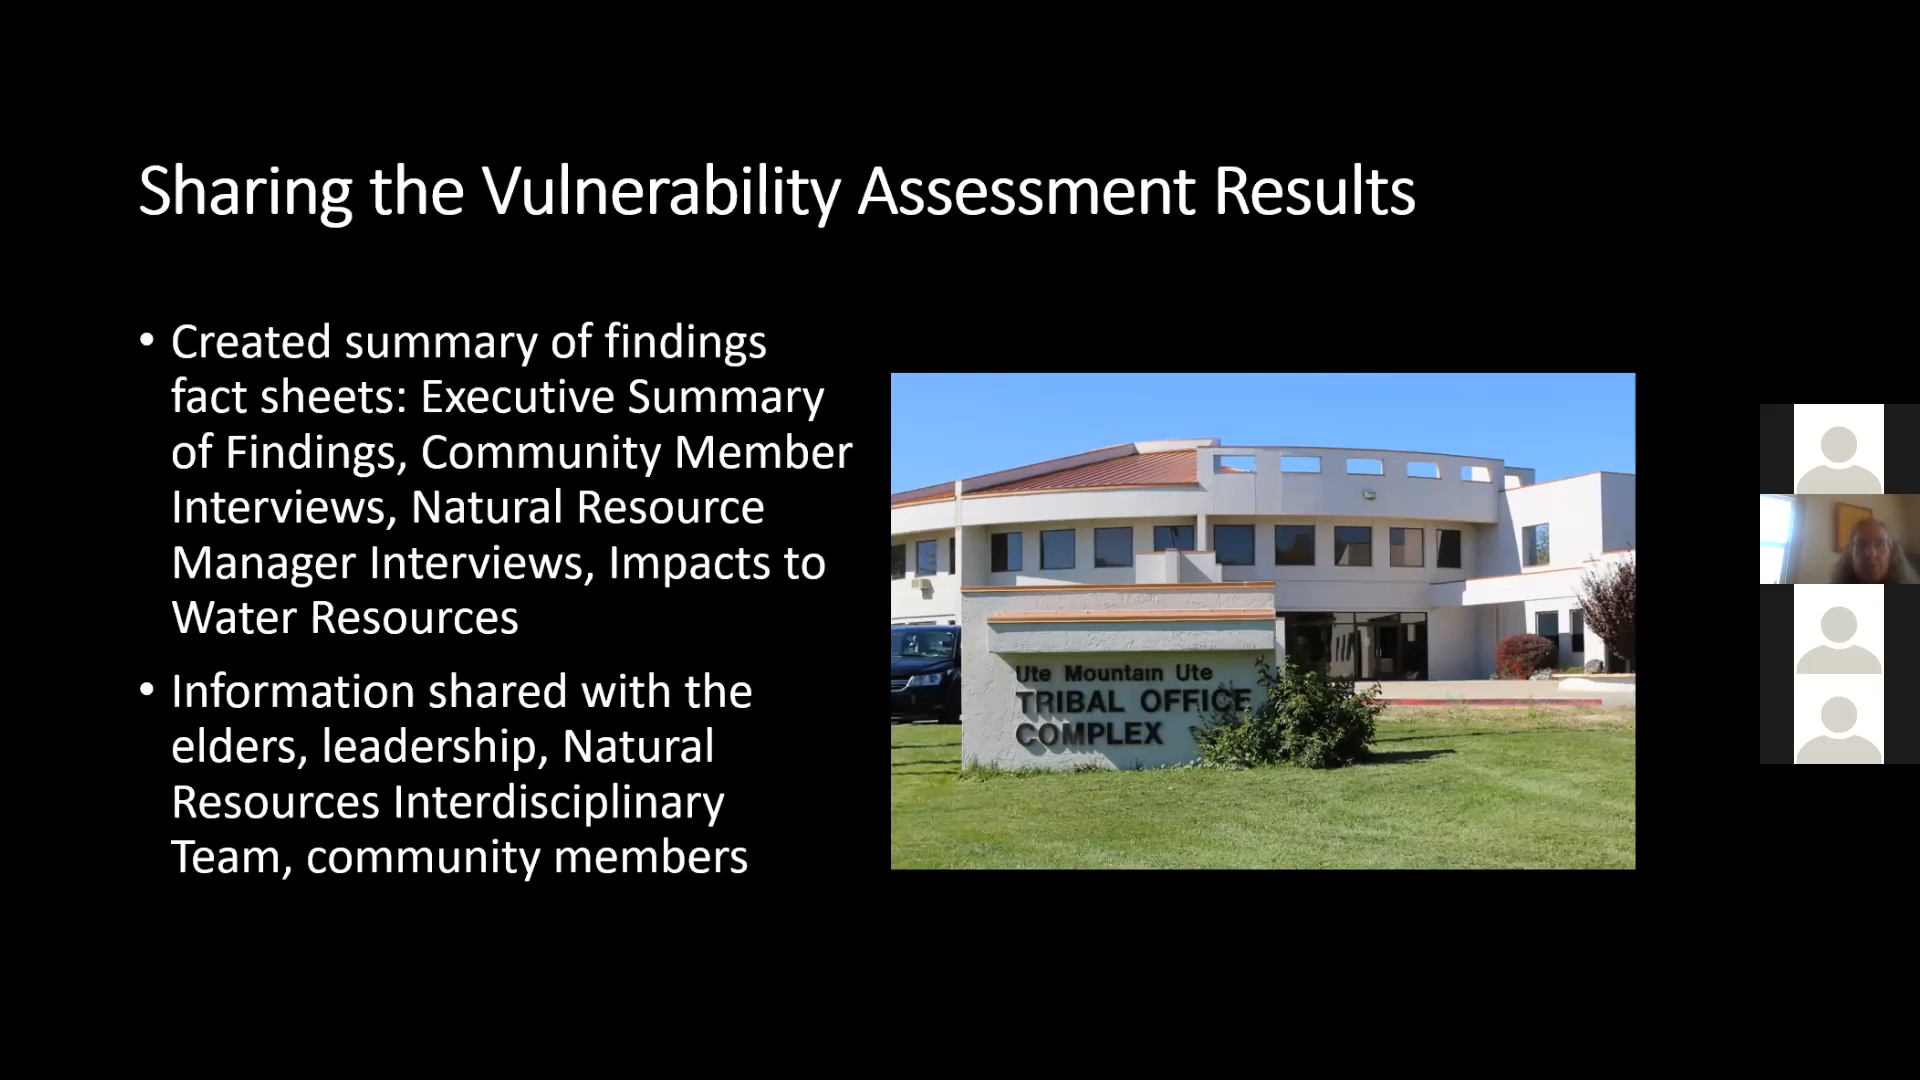 Sharing the Vulnerability Assessment Results
• Created summary of findings
fact sheets: Executive Summary
of Findings, Community Member
Interviews, Natural Resource
Manager Interviews, Impacts to
Water Resources
• Information shared with the
elders, leadership, Natural
Resources Interdisciplinary
Team, community members
Ute Mountain Ute
TRIBAL OFFICE
COMPLEX